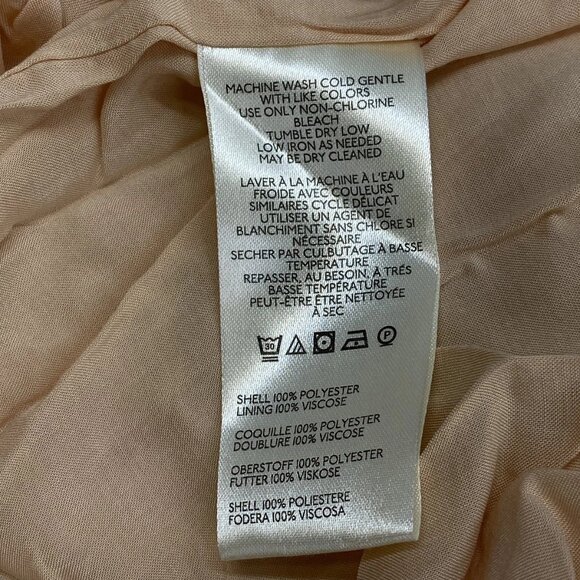 MACHINE WASH COLD GENTLE
WITH LIKE COLORS
USE ONLY NON-CHLORINE
BLEACH
TUMBLE DRY LOW
LOW IRON AS NEEDED
MAY BE DRY CLEANED
LAVER À LA MACHINE À L'EAU
FROIDE AVEC COULEURS
SIMILAIRES CYCLE DÉLICAT
UTILISER UN AGENT DE
BLANCHIMENT SANS CHLORE SI
NÉCESSAIRE
SECHER PAR CULBUTAGE À BASSE
TEMPÉRATURE
REPASSER, AU BESOIN, À TRÉS
BASSE TEMPÉRATURE
PEUT-ÊTRE ÊTRE NETTOYÉE
À SEC
30 P
SHELL 100% POLYESTER
LINING 100% VISCOSE
COQUILLE 100% POLYESTER
DOUBLURE 100% VISCOSE
OBERSTOFF 100% POLYESTER
FUTTER 100% VISKOSE
SHELL 100% POLIESTERE
FODERA 100% VISCOSA